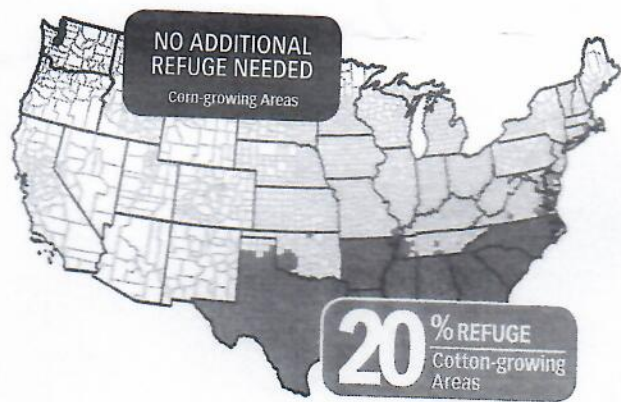 NO ADDITIONAL
REFUGE NEEDED
Corn-growing Areas
20% REFUGE
Cotton-growing
Areas